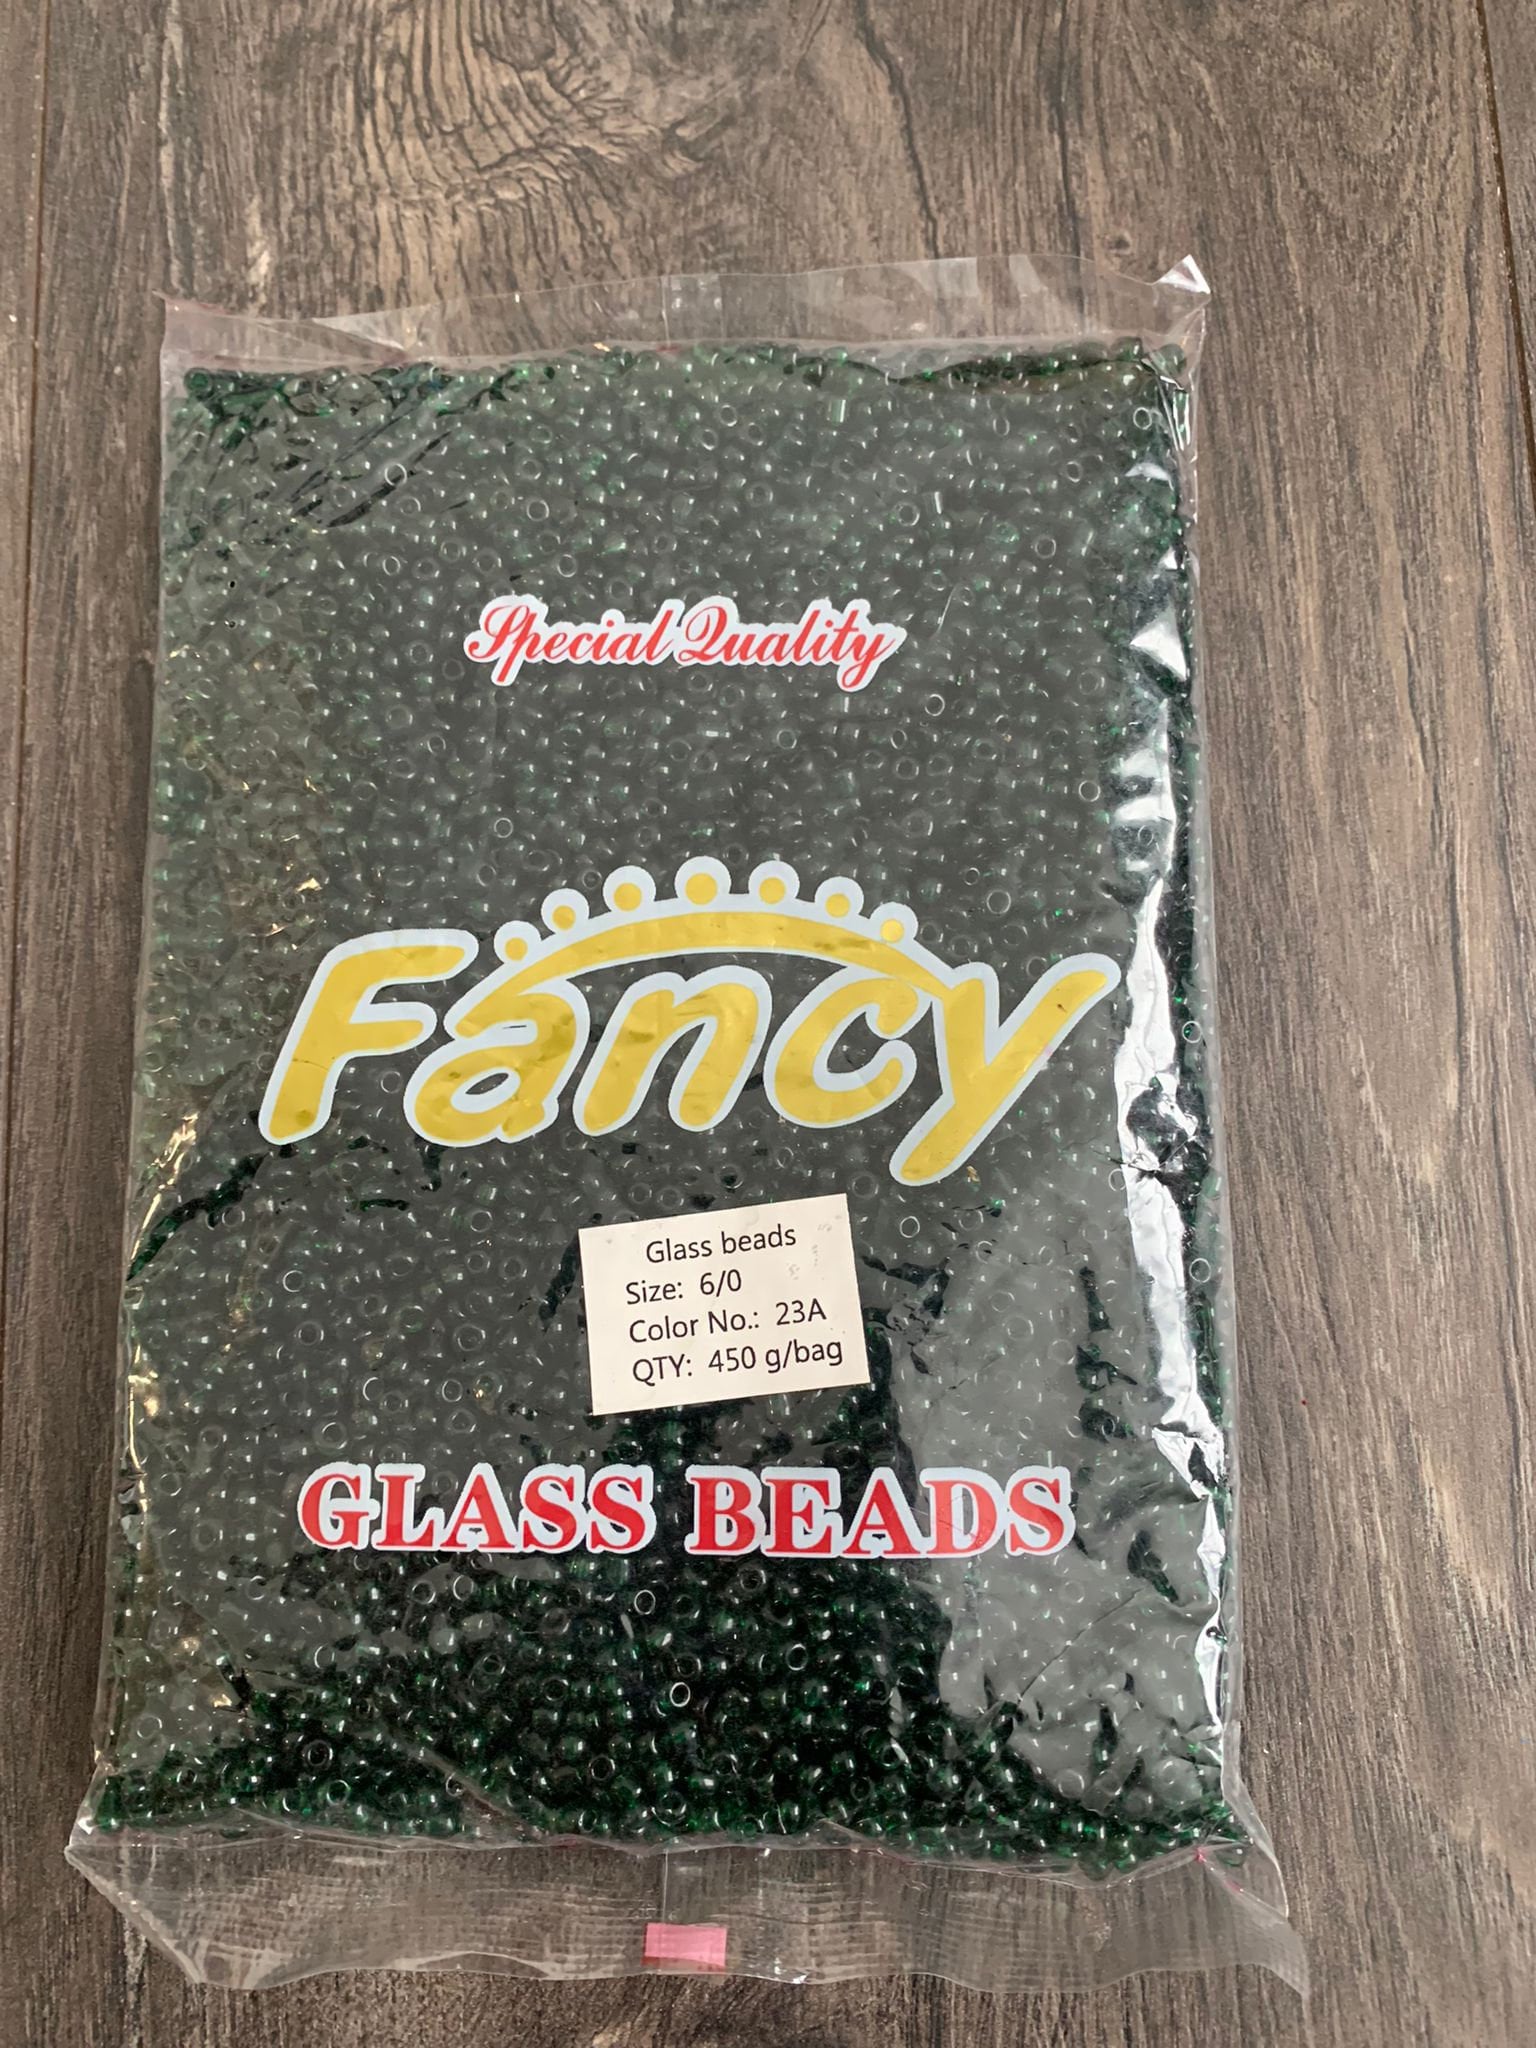 Special Quality
Fancy
Glass beads
Size: 6/0
Color No.: 23A
QTY: 450 g/bag
GLASS BEADS